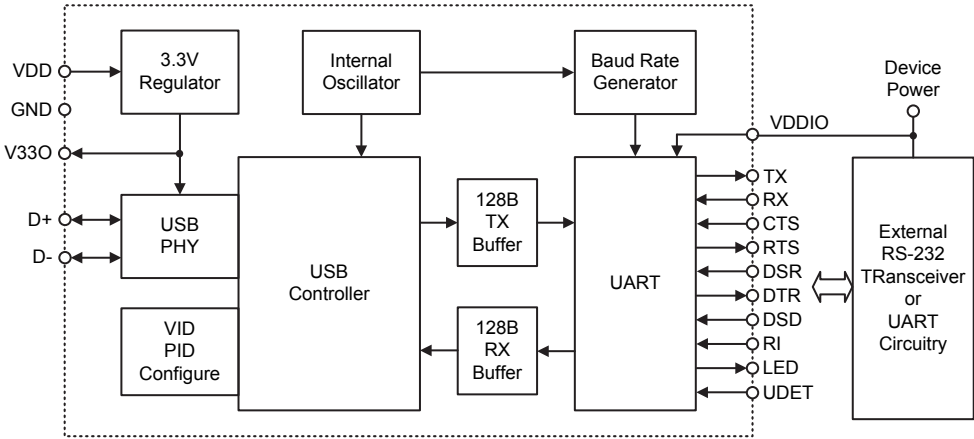 VDD
GND
V33O
D+
D-
3.3V
Regulator
Internal
Oscillator
Baud Rate
Generator
USB
PHY
VID
PID
Configure
USB
Controller
128B
TX
Buffer
128B
RX
Buffer
UART
VDDIO
TX
RX
CTS
RTS
DSR
DTR
DSD
RI
LED
UDET
Device
Power
External
RS-232
TRansceiver
or
UART
Circuitry